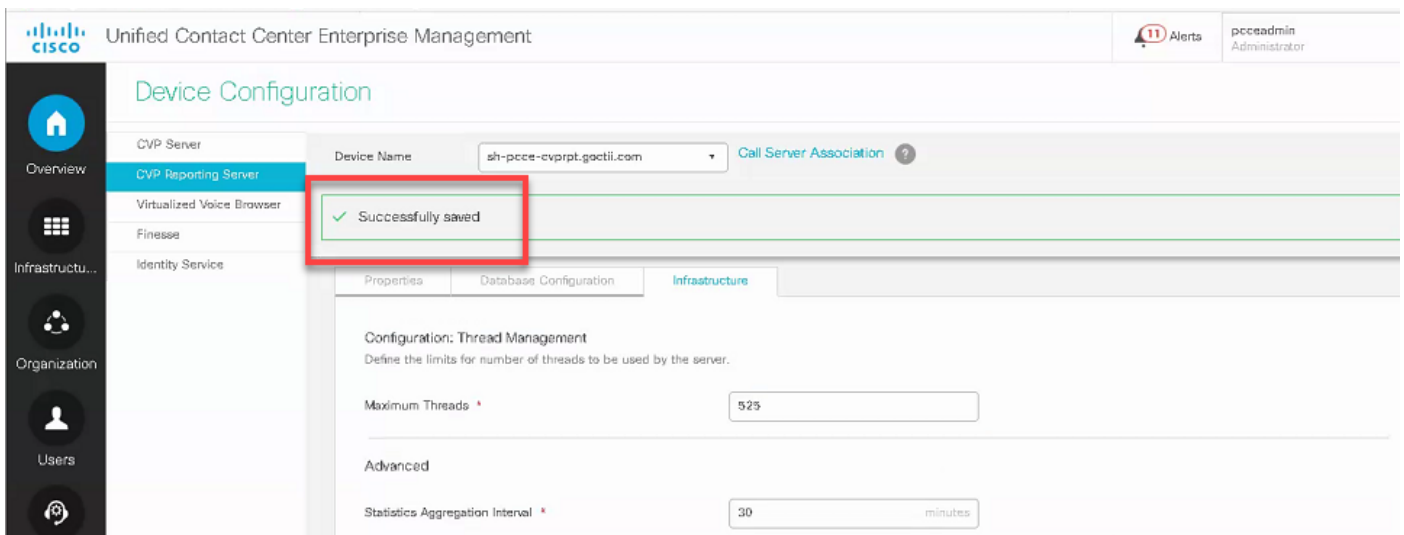 CISCO
Unified Contact Center Enterprise Management
11 Alerts
pcceadmin
Administrator
Device Configuration
Overview
Infrastructu...
Organization
Users
CVP Server
CVP Reporting Server
Virtualized Voice Browser
Finesse
Identity Service
Device Name sh-pcce-cvprpt.goctii.com Call Server Association ?
Successfully saved
Properties Database Configuration Infrastructure
Configuration: Thread Management
Define the limits for number of threads to be used by the server.
Maximum Threads * 525
Advanced
Statistics Aggregation Interval * 30 minutes